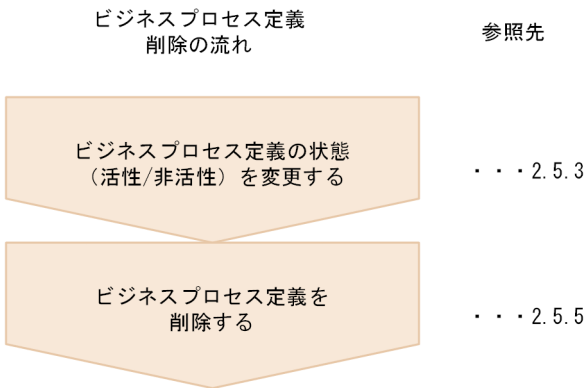 ビジネスプロセス定義
削除の流れ
参照先
ビジネスプロセス定義の状態
（活性/非活性）を変更する
・・・2.5.3
ビジネスプロセス定義を
削除する
・・・2.5.5